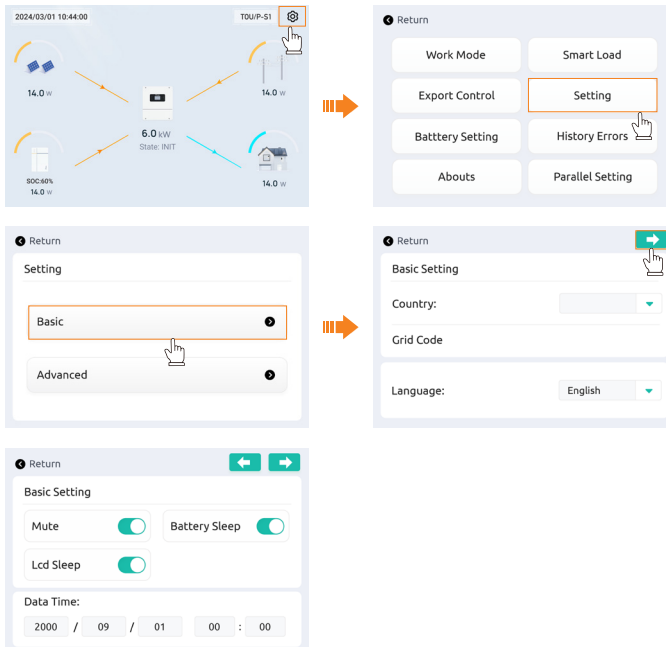 2024/03/01 10:44:00
TOU/P-S1
14.0 w
14.0 w
6.0 kW
State: INIT
SOC:60%
14.0 w
14.0 w
Return
Work Mode
Smart Load
Export Control
Setting
Batttery Setting
History Errors
Abouts
Parallel Setting
Return
Setting
Basic
Advanced
Return
Basic Setting
Country:
Grid Code
Language:
English
Return
Basic Setting
Mute
Battery Sleep
Lcd Sleep
Data Time:
2000 / 09 / 01 00 : 00